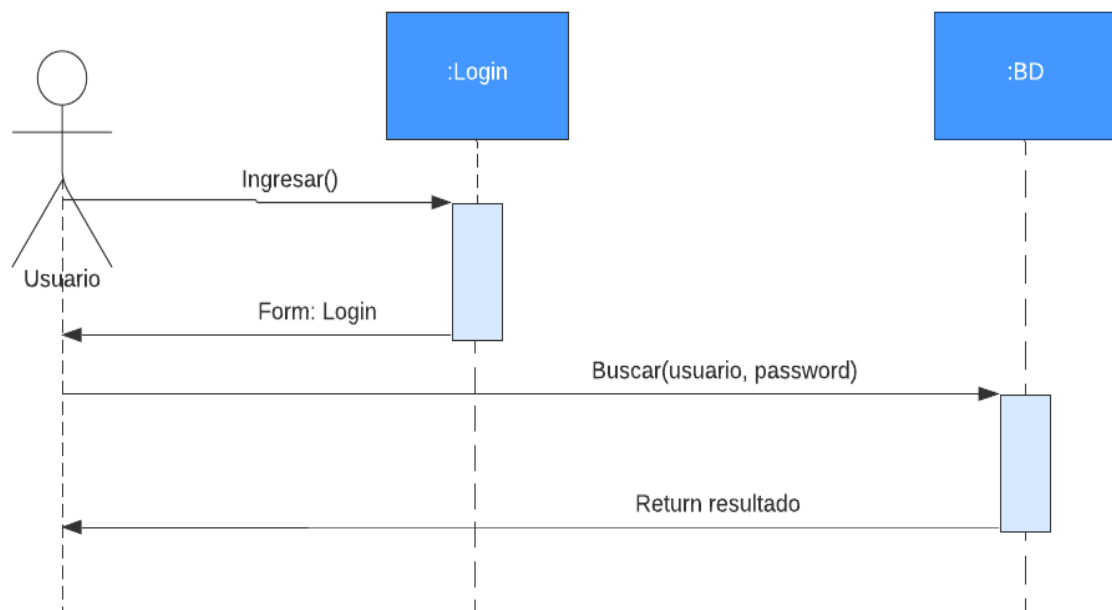 :Login
:BD
Ingresar()
Usuario
Form: Login
Buscar(usuario, password)
Return resultado